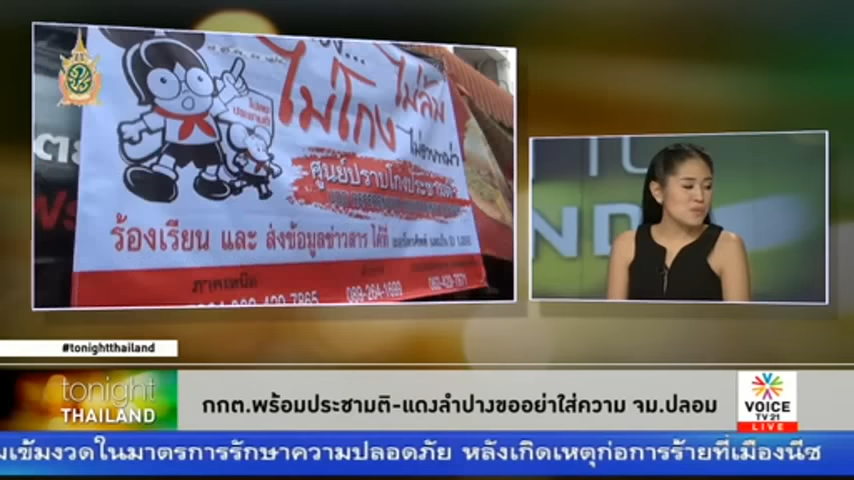 ไม่โกง ไม่ล้ม
ศูนย์ปราบโกงประชามติ
ร้องเรียน และ ส่งข้อมูลข่าวสาร ได้ที่
ภาคเหนือ
089-264-1689
TO
ND
#tonightthailand
tonight
THAILAND
กกต.พร้อมประชามติ-แดงลำปางขออย่าใส่ความ จม.ปลอม
VOICE
TV 21
LIVE
มเข้มงวดในมาตรการรักษาความปลอดภัย หลังเกิดเหตุก่อการร้ายที่เมืองนีซ